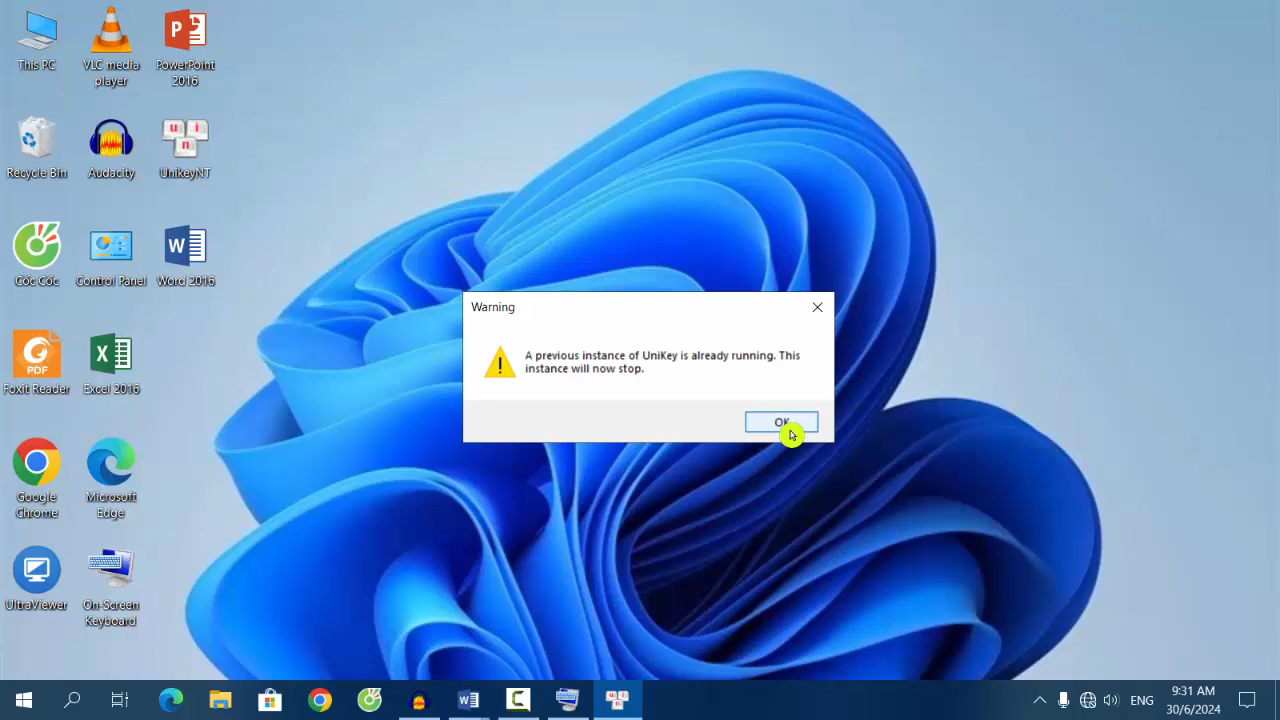 This PC
VLC media
player
PowerPoint
2016
Recycle Bin
Audacity
UnikeyNT
Cốc Cốc
Control Panel
Word 2016
Foxit Reader
Excel 2016
Google
Chrome
Microsoft
Edge
UltraViewer
On-Screen
Keyboard
Warning
A previous instance of UniKey is already running. This
instance will now stop.
OK
ENG
9:31 AM
30/6/2024